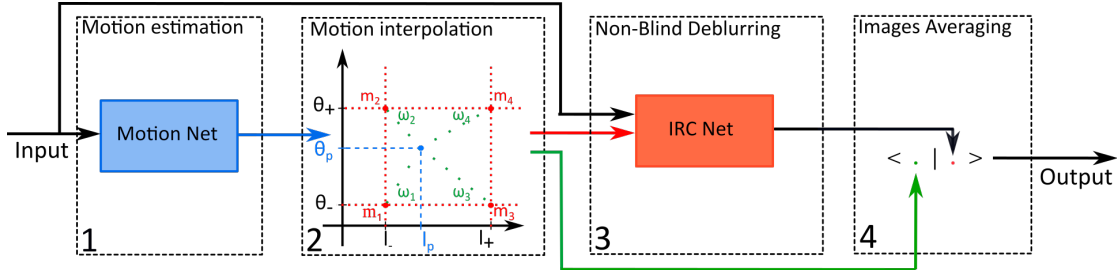 Motion estimation
Motion interpolation
Non-Blind Deblurring
Images Averaging
Input
Motion Net
θ₊
θₚ
θ₋
m₂
m₄
ω₂
ω₄
ω₁
ω₃
m₁
m₃
l₋
lₚ
l₊
IRC Net
< . | . >
Output
1
2
3
4